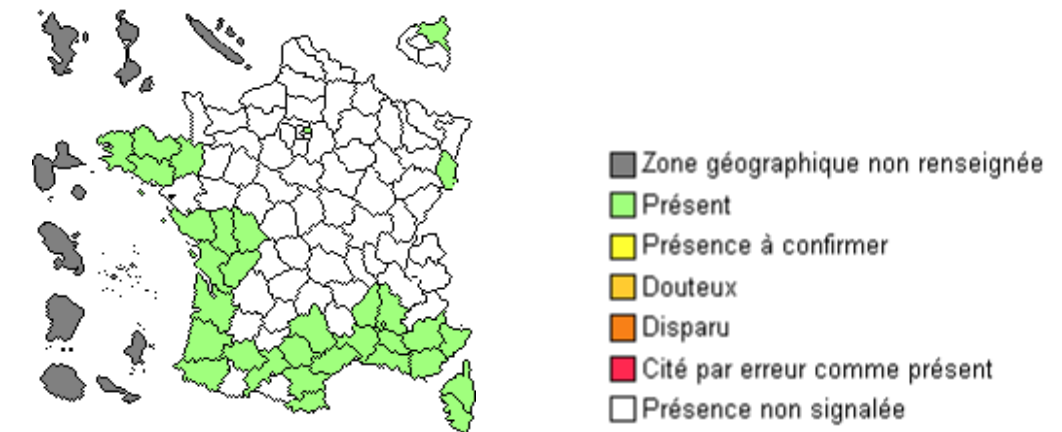 Zone géographique non renseignée
Présent
Présence à confirmer
Douteux
Disparu
Cité par erreur comme présent
Présence non signalée